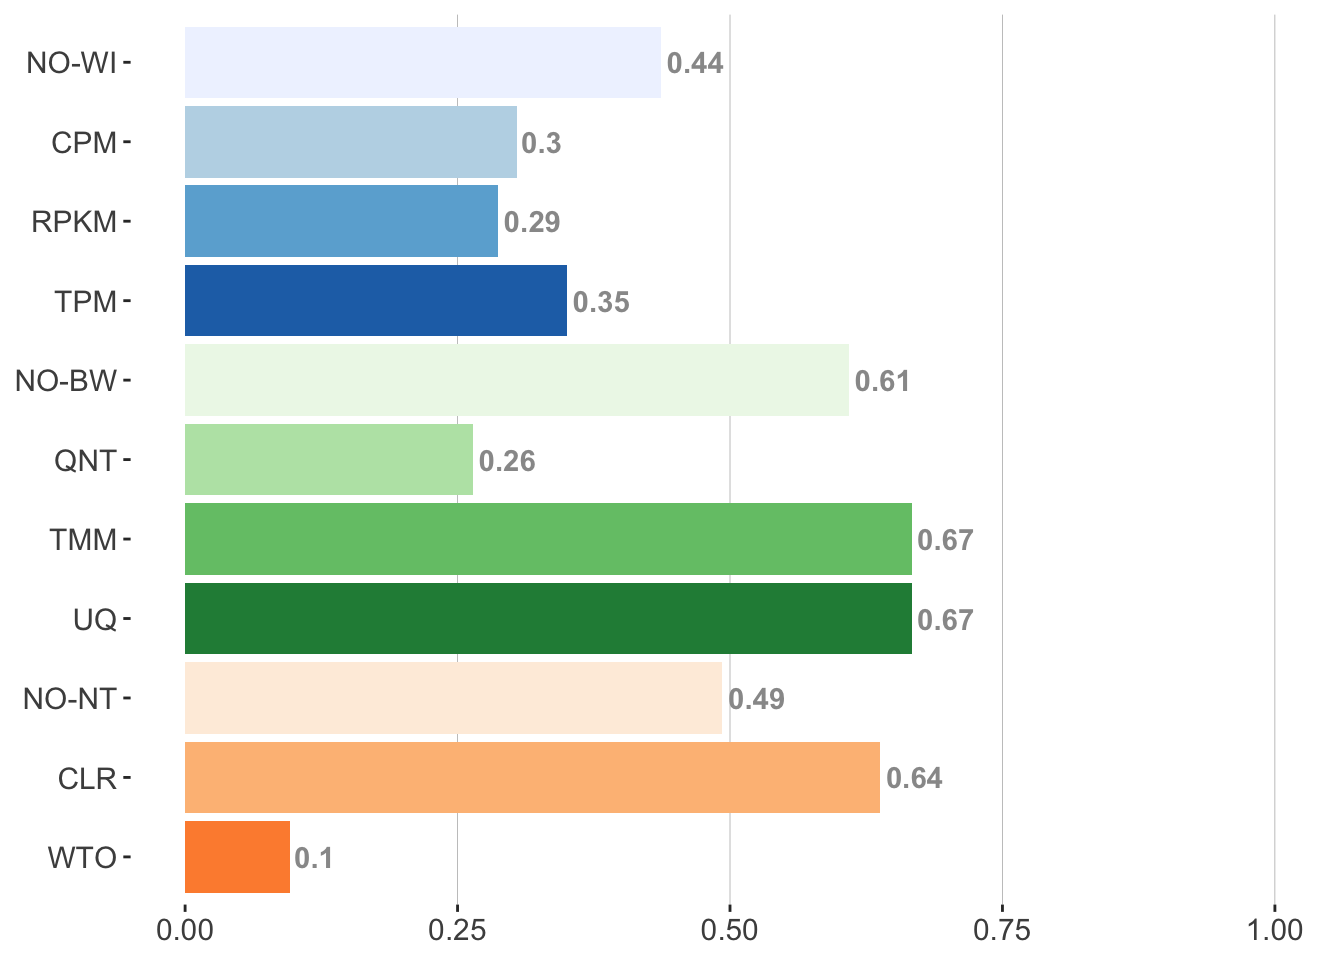 NO-WI 0.44
CPM 0.3
RPKM 0.29
TPM 0.35
NO-BW 0.61
QNT 0.26
TMM 0.67
UQ 0.67
NO-NT 0.49
CLR 0.64
WTO 0.1
0.00 0.25 0.50 0.75 1.00